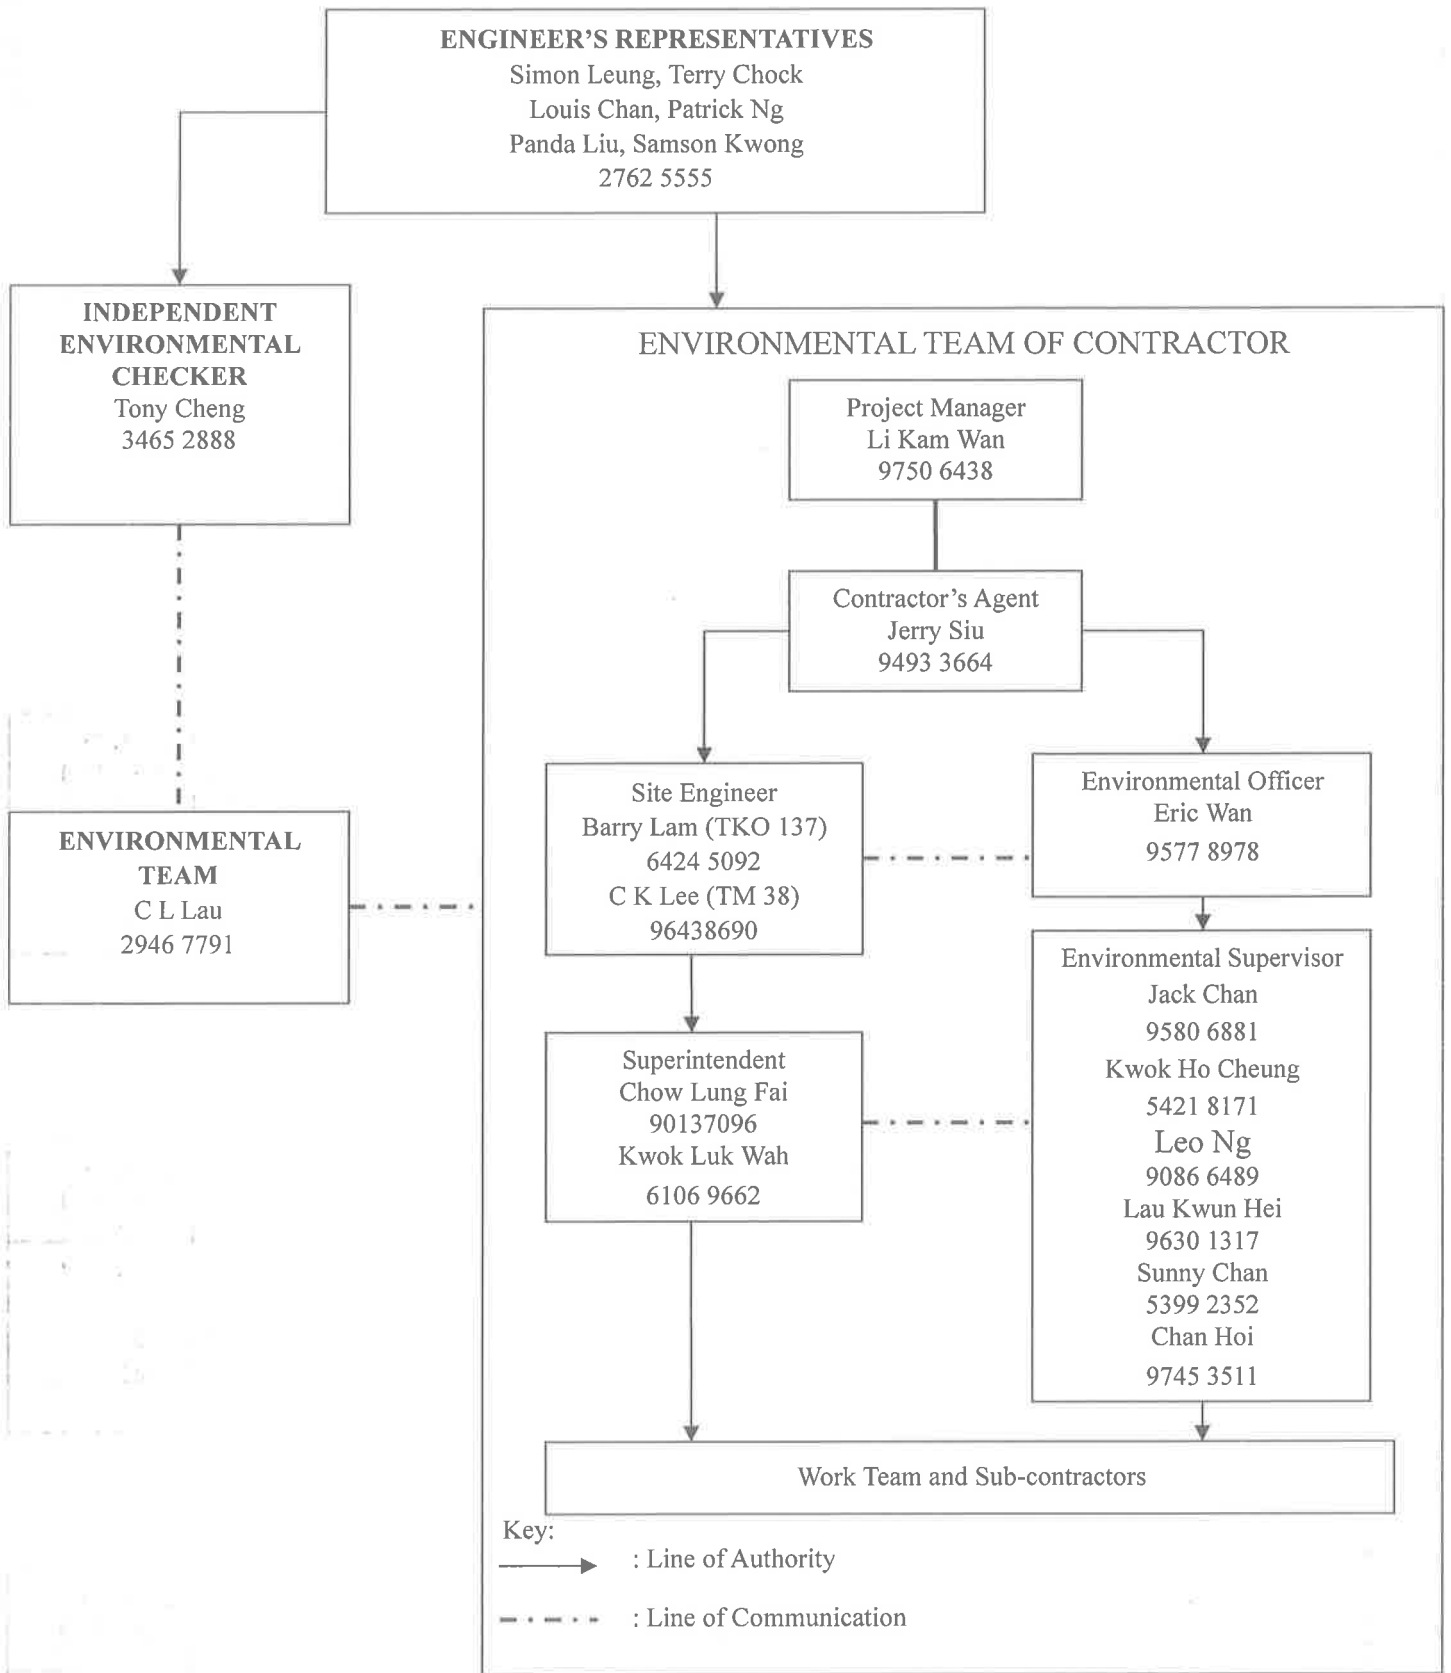 ENGINEER'S REPRESENTATIVES
Simon Leung, Terry Chock
Louis Chan, Patrick Ng
Panda Liu, Samson Kwong
2762 5555
INDEPENDENT
ENVIRONMENTAL
CHECKER
Tony Cheng
3465 2888
ENVIRONMENTAL
TEAM
C L Lau
2946 7791
ENVIRONMENTAL TEAM OF CONTRACTOR
Project Manager
Li Kam Wan
9750 6438
Contractor's Agent
Jerry Siu
9493 3664
Site Engineer
Barry Lam (TKO 137)
6424 5092
C K Lee (TM 38)
96438690
Environmental Officer
Eric Wan
9577 8978
Superintendent
Chow Lung Fai
90137096
Kwok Luk Wah
6106 9662
Environmental Supervisor
Jack Chan
9580 6881
Kwok Ho Cheung
5421 8171
Leo Ng
9086 6489
Lau Kwun Hei
9630 1317
Sunny Chan
5399 2352
Chan Hoi
9745 3511
Work Team and Sub-contractors
Key:
: Line of Authority
: Line of Communication